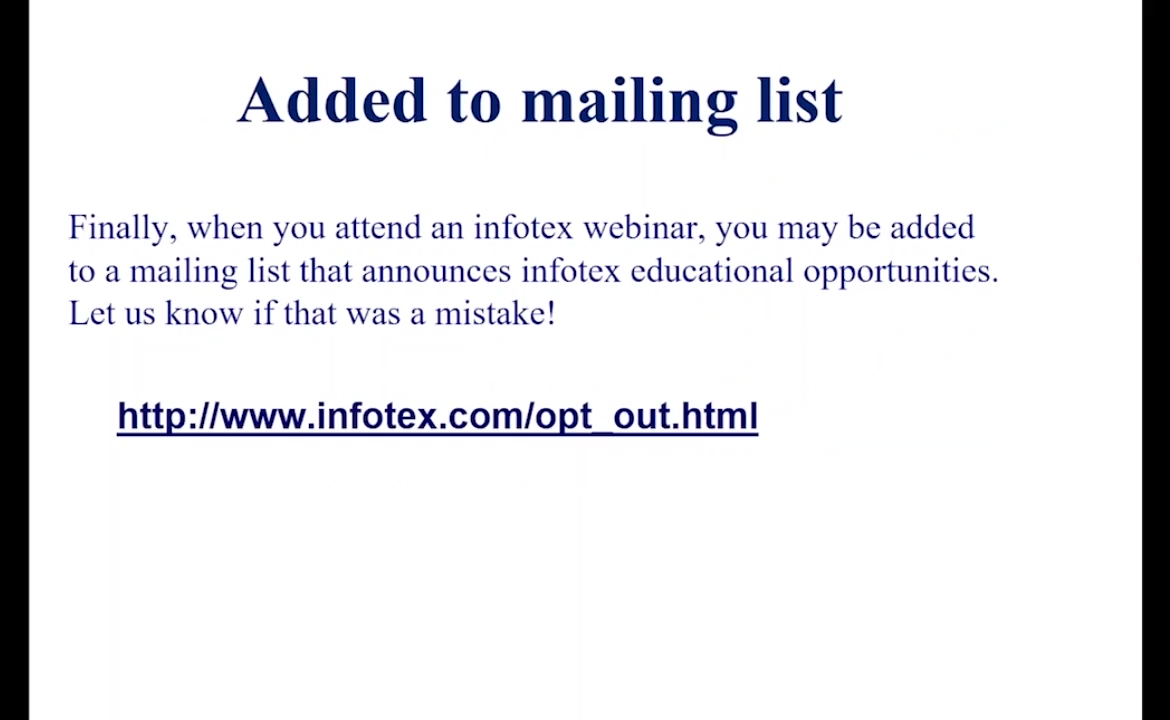 Added to mailing list
Finally, when you attend an infotex webinar, you may be added
to a mailing list that announces infotex educational opportunities.
Let us know if that was a mistake!
http://www.infotex.com/opt_out.html